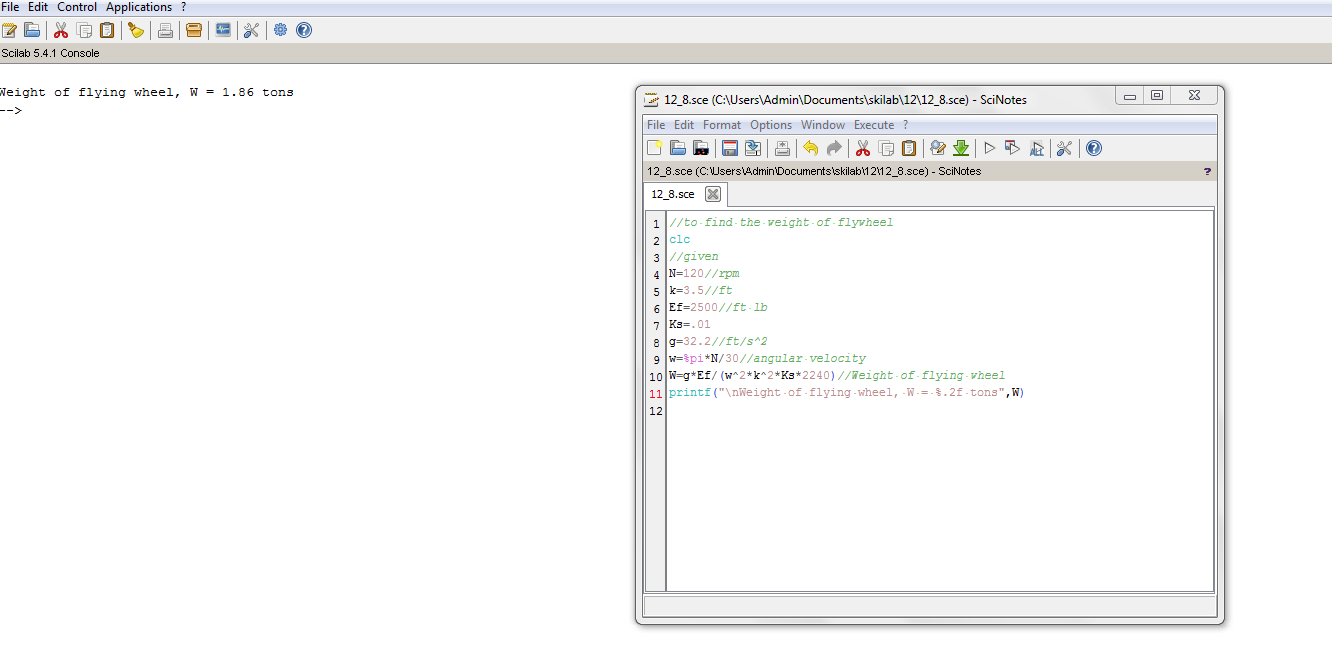 File Edit Control Applications ?
Scilab 5.4.1 Console
Weight of flying wheel, W = 1.86 tons
-->
12_8.sce (C:\Users\Admin\Documents\skilab\12\12_8.sce) - SciNotes
File Edit Format Options Window Execute ?
12_8.sce (C:\Users\Admin\Documents\skilab\12\12_8.sce) - SciNotes ?
12_8.sce
1 //to find the weight of flywheel
2 clc
3 //given
4 N=120//rpm
5 k=3.5//ft
6 Ef=2500//ft lb
7 Ks=.01
8 g=32.2//ft/s^2
9 w=%pi*N/30//angular velocity
10 W=g*Ef/(w^2*k^2*Ks*2240)//Weight of flying wheel
11 printf("\nWeight of flying wheel, W = %.2f tons",W)
12